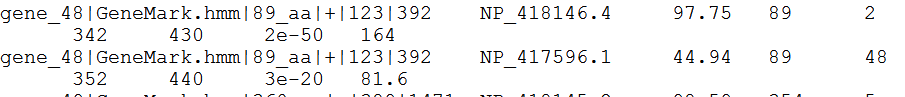 gene_48|GeneMark.hmm|89_aa|+|123|392 NP_418146.4 97.75 89 2
342 430 2e-50 164
gene_48|GeneMark.hmm|89_aa|+|123|392 NP_417596.1 44.94 89 48
352 440 3e-20 81.6